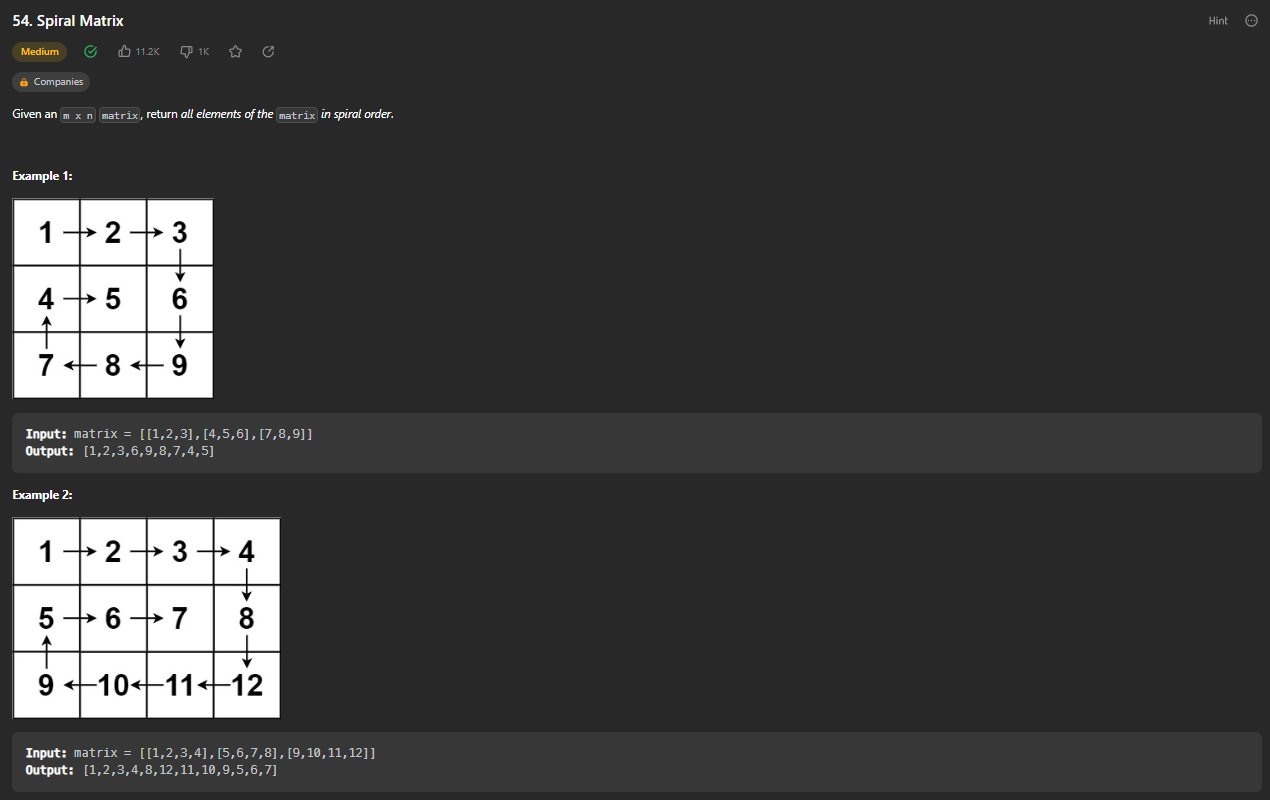 54. Spiral Matrix
Hint
Medium
11.2K
1K
Companies
Given an m x n matrix, return all elements of the matrix in spiral order.
Example 1:
1 2 3
4 5 6
7 8 9
Input: matrix = [[1,2,3],[4,5,6],[7,8,9]]
Output: [1,2,3,6,9,8,7,4,5]
Example 2:
1 2 3 4
5 6 7 8
9 10 11 12
Input: matrix = [[1,2,3,4],[5,6,7,8],[9,10,11,12]]
Output: [1,2,3,4,8,12,11,10,9,5,6,7]